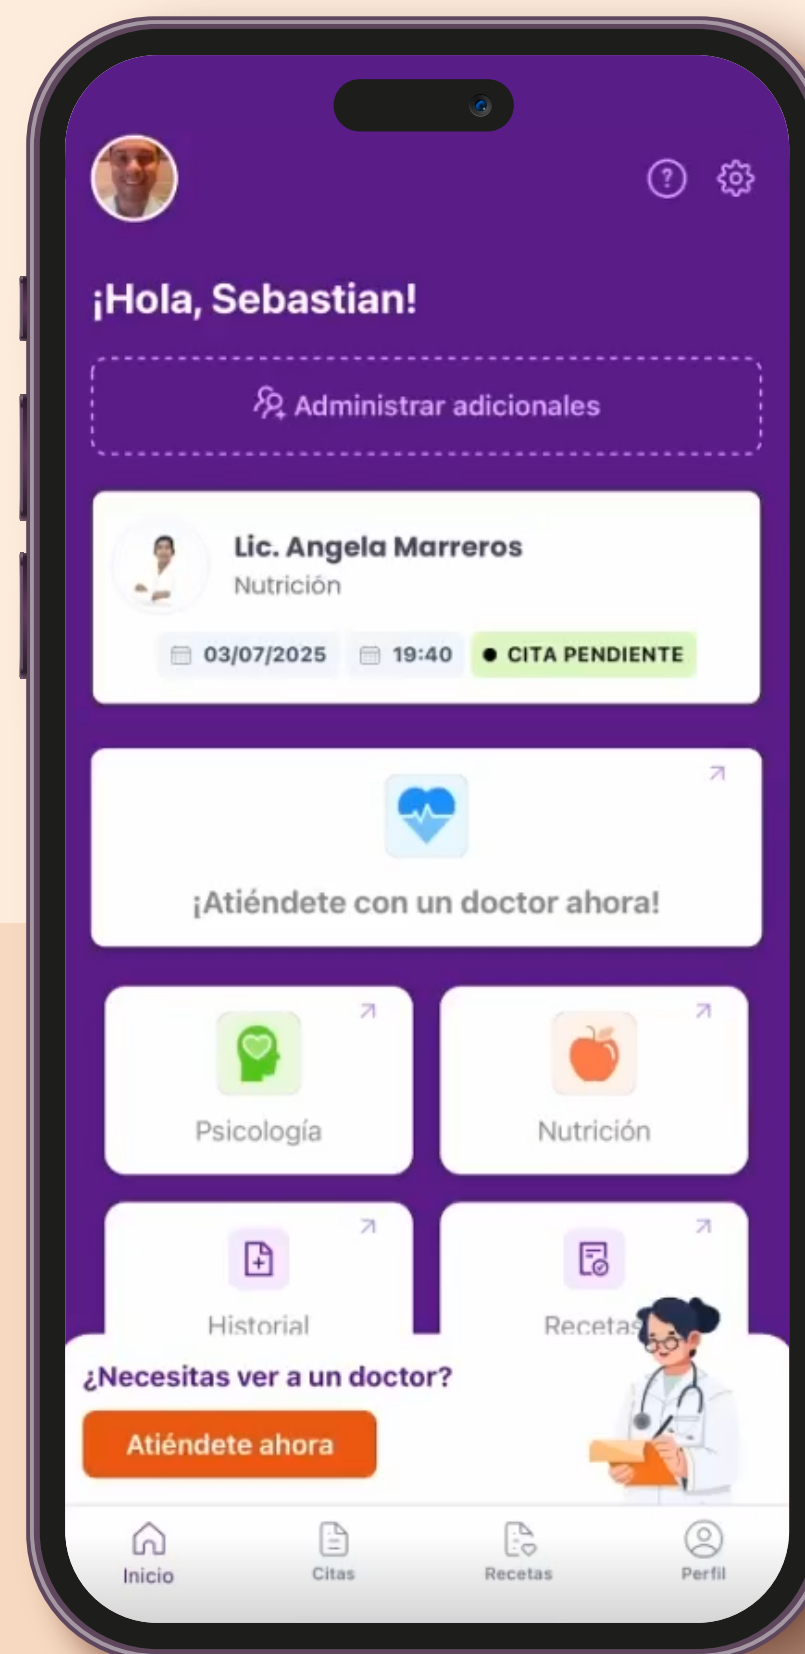 ¡Hola, Sebastian!
Administrar adicionales
Lic. Angela Marreros
Nutrición
03/07/2025 19:40 CITA PENDIENTE
¡Atiéndete con un doctor ahora!
Psicología Nutrición
Historial Recetas
¿Necesitas ver a un doctor?
Atiéndete ahora
Inicio Citas Recetas Perfil